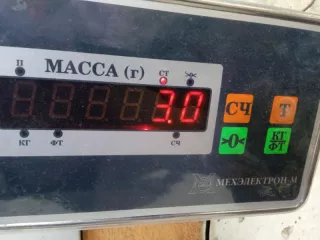 П МАССА (г) СТ
3.0
КГ ФТ СЧ
СЧ Т
>0< КГ ФТ
МЕХЭЛЕКТРОН-М